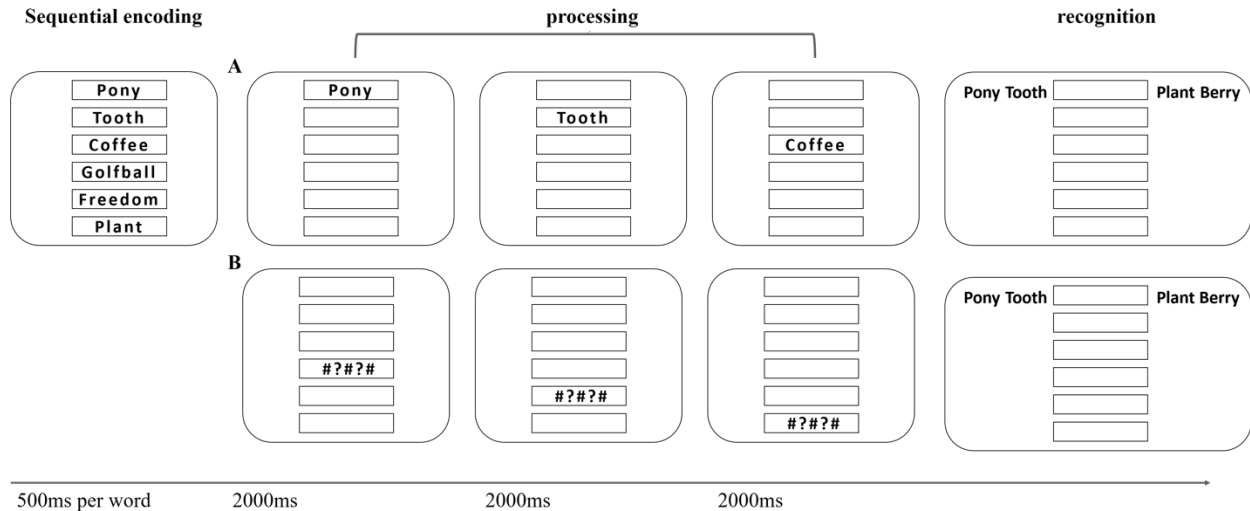 Sequential encoding
processing
recognition
A
Pony
Tooth
Coffee
Golfball
Freedom
Plant
Pony
Tooth
Coffee
Pony Tooth
Plant Berry
B
#?#?#
#?#?#
#?#?#
Pony Tooth
Plant Berry
500ms per word
2000ms
2000ms
2000ms